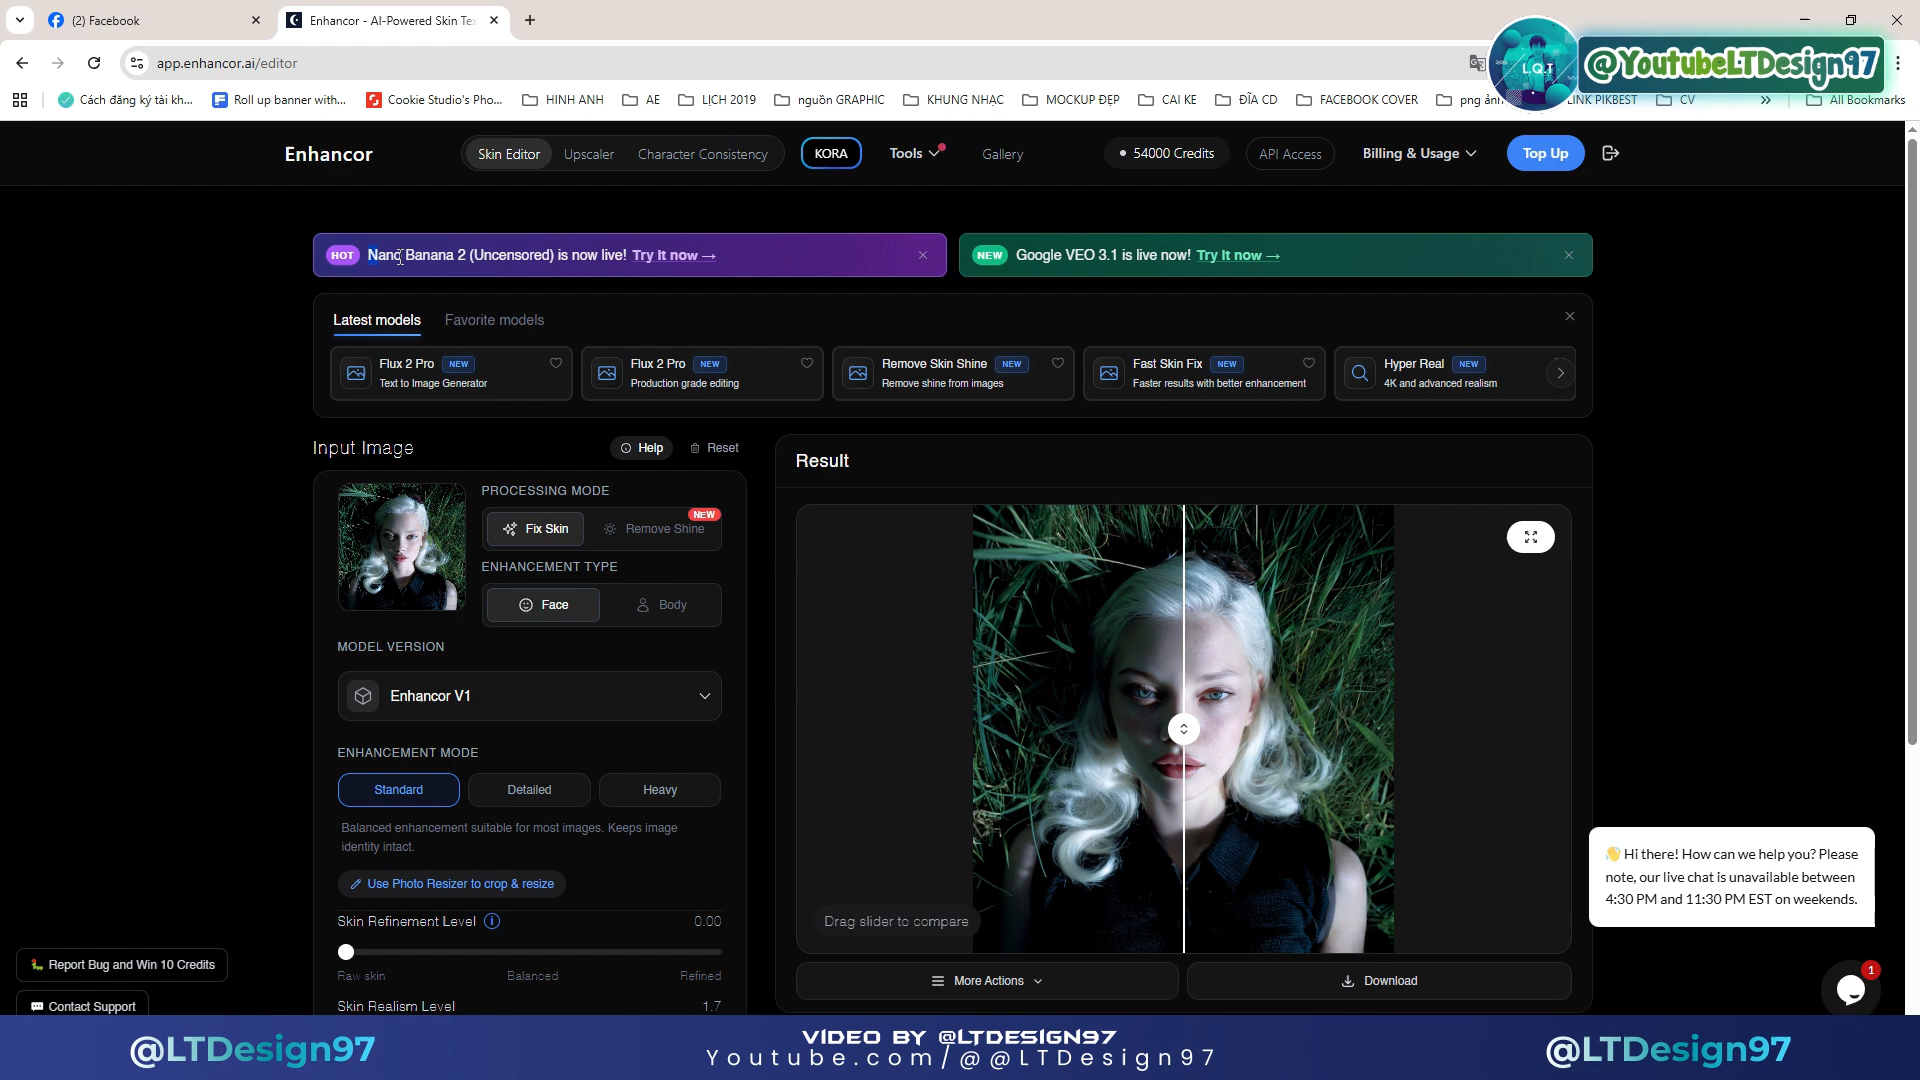 (2) Facebook
Enhancor - AI-Powered Skin Te
app.enhancor.ai/editor
L.Q.T
@YoutubeLTDesign97
Cách đăng ký tài kh...
Roll up banner with...
Cookie Studio's Pho...
HINH ANH
AE
LỊCH 2019
nguồn GRAPHIC
KHUNG NHẠC
MOCKUP ĐẸP
CAI KE
ĐĨA CD
FACEBOOK COVER
png ản
LINK PIKBEST
CV
All Bookmarks
Enhancor
Skin Editor
Upscaler
Character Consistency
KORA
Tools
Gallery
54000 Credits
API Access
Billing & Usage
Top Up
HOT Nano Banana 2 (Uncensored) is now live! Try It now →
NEW Google VEO 3.1 is live now! Try It now →
Latest models
Favorite models
Flux 2 Pro NEW
Text to Image Generator
Flux 2 Pro NEW
Production grade editing
Remove Skin Shine NEW
Remove shine from images
Fast Skin Fix NEW
Faster results with better enhancement
Hyper Real NEW
4K and advanced realism
Input Image
Help
Reset
PROCESSING MODE
Fix Skin
Remove Shine
NEW
ENHANCEMENT TYPE
Face
Body
MODEL VERSION
Enhancor V1
ENHANCEMENT MODE
Standard
Detailed
Heavy
Balanced enhancement suitable for most images. Keeps image
identity intact.
Use Photo Resizer to crop & resize
Skin Refinement Level
0.00
Raw skin
Balanced
Refined
Skin Realism Level
1.7
Result
Drag slider to compare
More Actions
Download
👋 Hi there! How can we help you? Please
note, our live chat is unavailable between
4:30 PM and 11:30 PM EST on weekends.
1
Report Bug and Win 10 Credits
Contact Support
@LTDesign97
VIDEO BY @LTDESIGN97
Youtube.com/@@LTDesign97
@LTDesign97